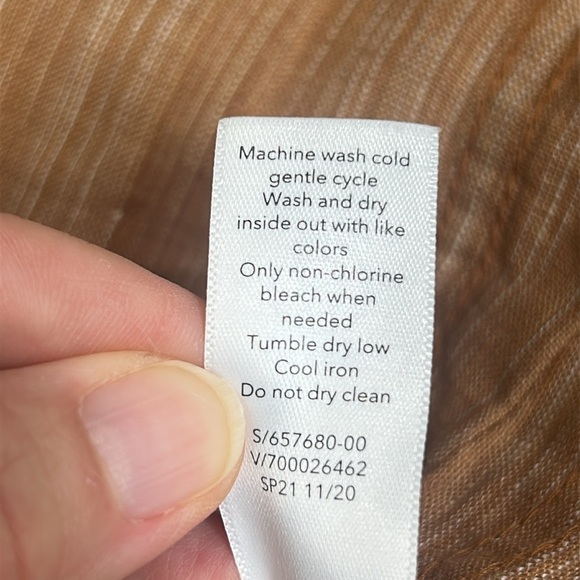 Machine wash cold
gentle cycle
Wash and dry
inside out with like
colors
Only non-chlorine
bleach when
needed
Tumble dry low
Cool iron
Do not dry clean
S/657680-00
V/700026462
SP21 11/20